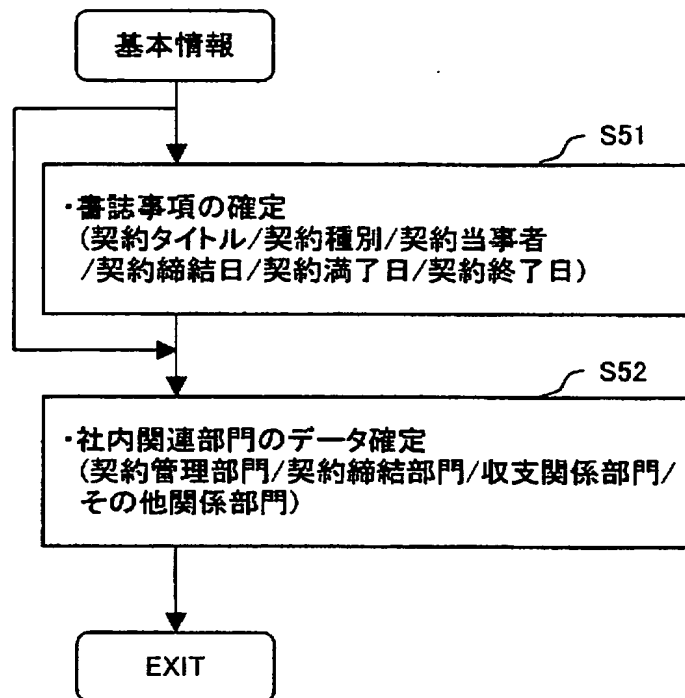 基本情報
S51
・書誌事項の確定
(契約タイトル/契約種別/契約当事者
/契約締結日/契約満了日/契約終了日)
S52
・社内関連部門のデータ確定
(契約管理部門/契約締結部門/収支関係部門/
その他関係部門)
EXIT